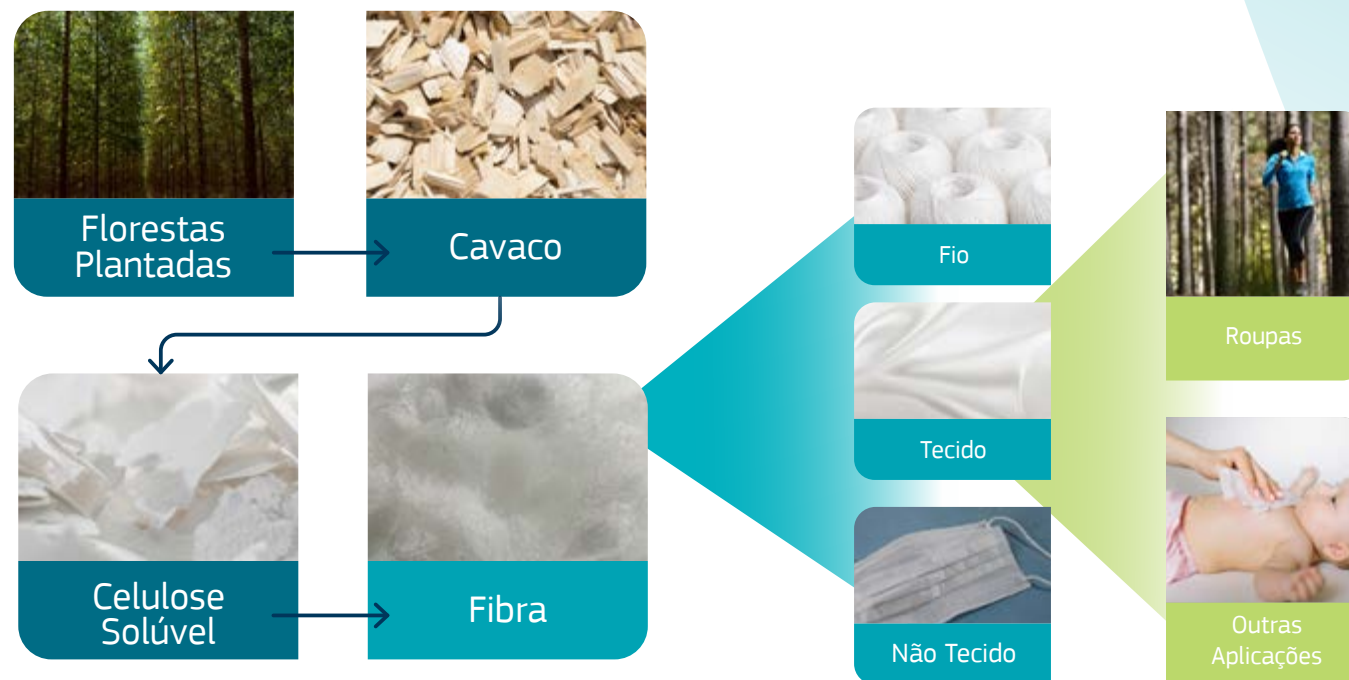 Florestas
Plantadas
Cavaco
Celulose
Solúvel
Fibra
Fio
Tecido
Não Tecido
Roupas
Outras
Aplicações